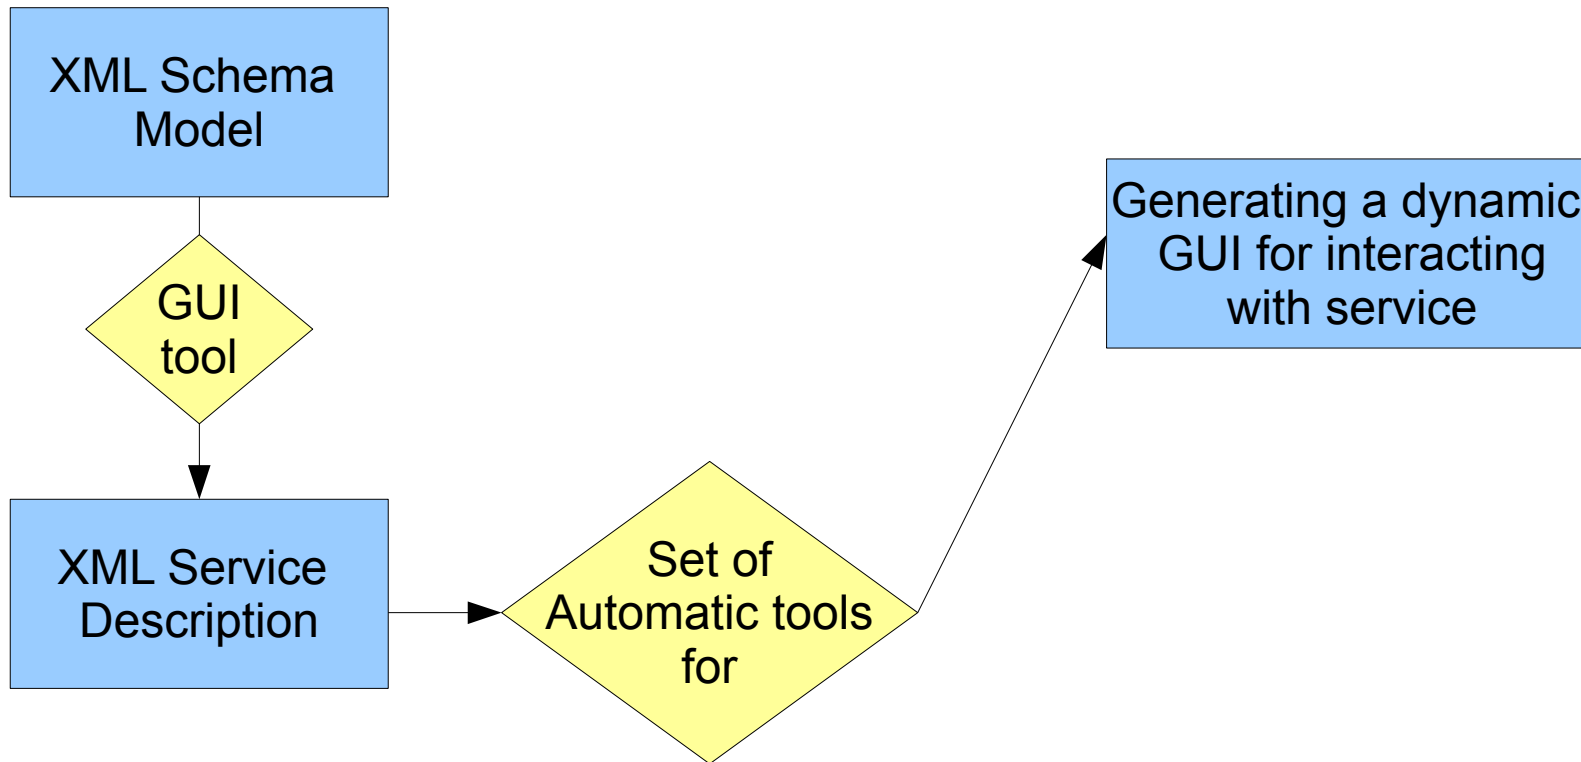 XML Schema
Model
GUI
tool
XML Service
Description
Set of
Automatic tools
for
Generating a dynamic
GUI for interacting
with service